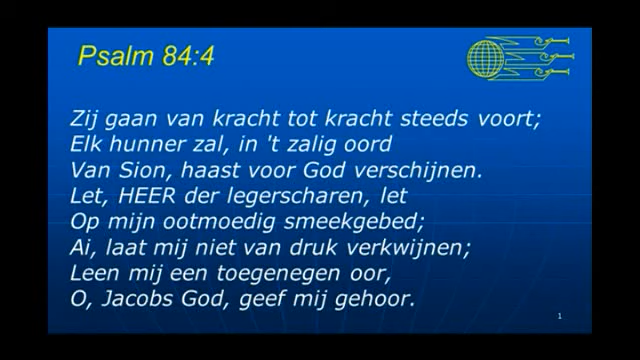 Psalm 84:4
Zij gaan van kracht tot kracht steeds voort;
Elk hunner zal, in 't zalig oord
Van Sion, haast voor God verschijnen.
Let, HEER der legerscharen, let
Op mijn ootmoedig smeekgebed;
Ai, laat mij niet van druk verkwijnen;
Leen mij een toegenegen oor,
O, Jacobs God, geef mij gehoor.
1